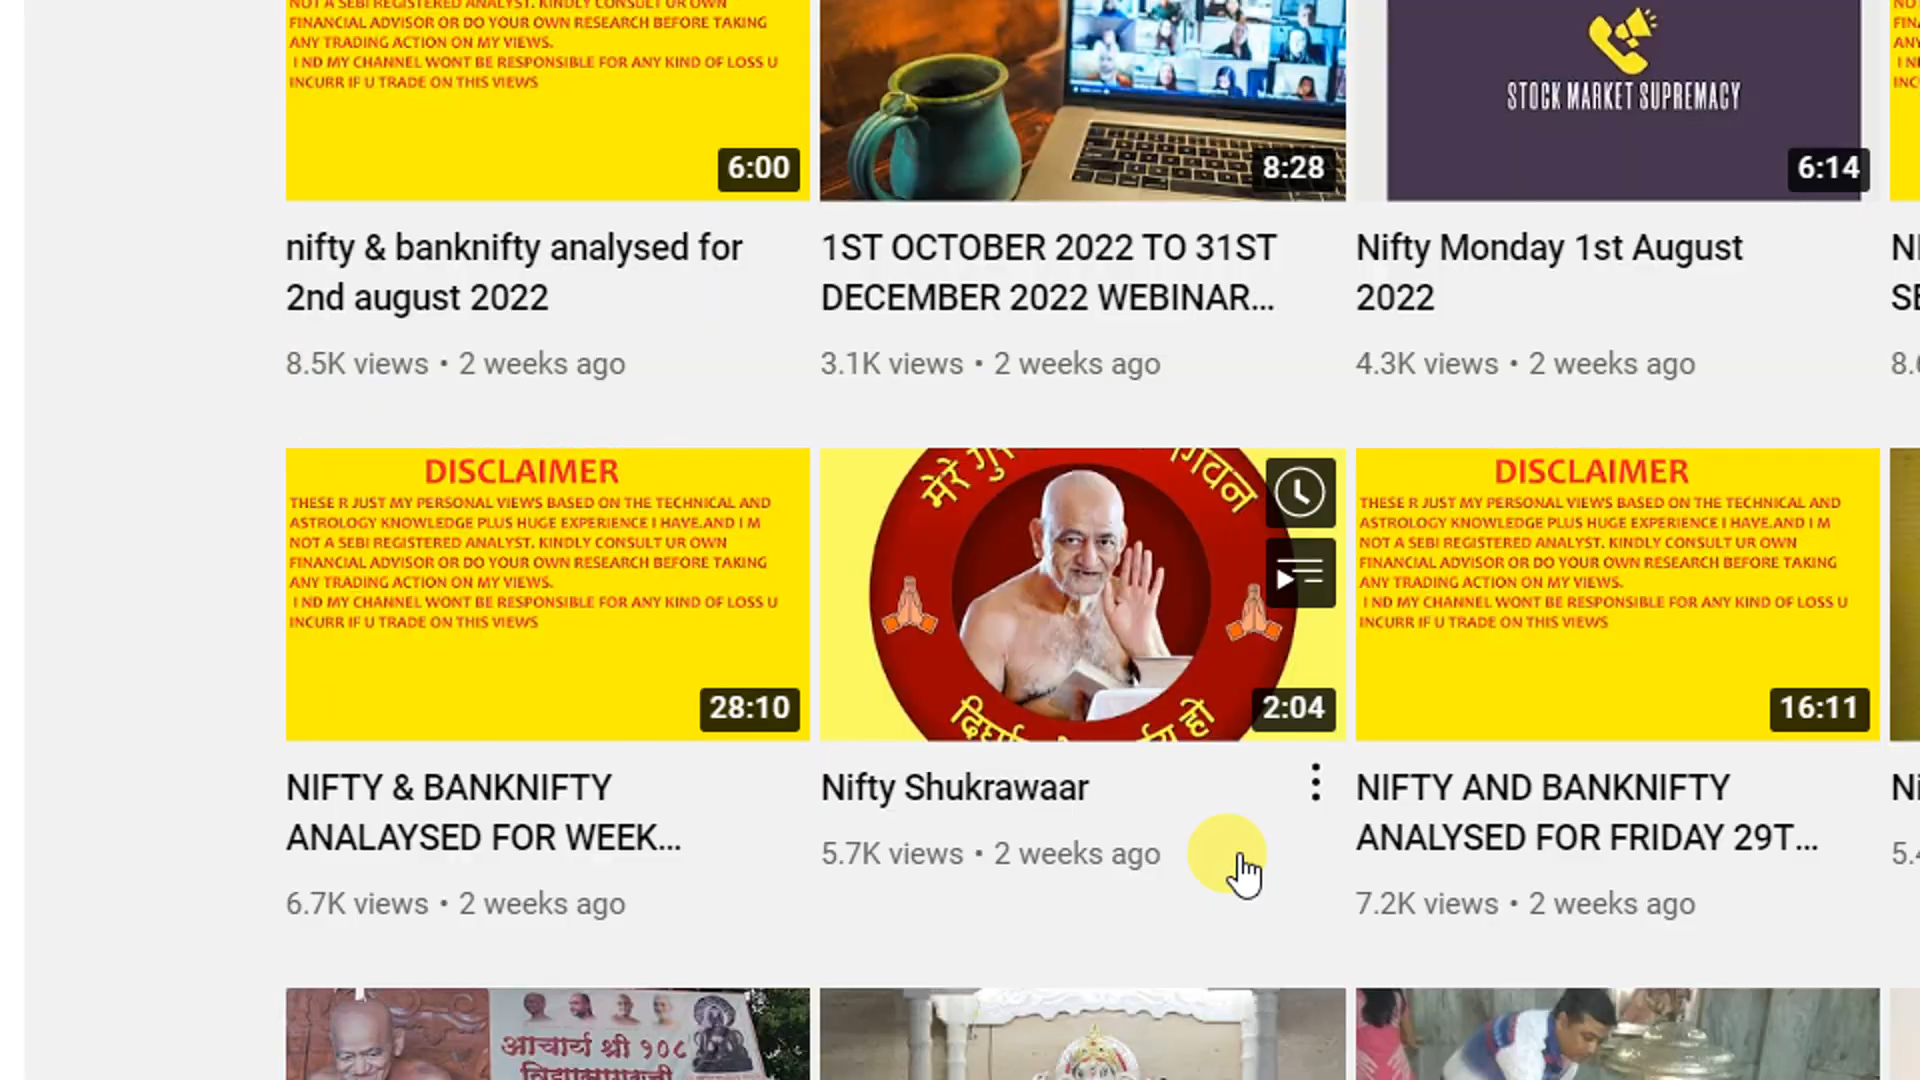 NOT A SEBI REGISTERED ANALYST. KINDLY CONSULT UR OWN
FINANCIAL ADVISOR OR DO YOUR OWN RESEARCH BEFORE TAKING
ANY TRADING ACTION ON MY VIEWS.
I ND MY CHANNEL WONT BE RESPONSIBLE FOR ANY KIND OF LOSS U
INCURR IF U TRADE ON THIS VIEWS
6:00
8:28
STOCK MARKET SUPREMACY
6:14
nifty & banknifty analysed for
2nd august 2022
8.5K views • 2 weeks ago
1ST OCTOBER 2022 TO 31ST
DECEMBER 2022 WEBINAR...
3.1K views • 2 weeks ago
Nifty Monday 1st August
2022
4.3K views • 2 weeks ago
DISCLAIMER
THESE R JUST MY PERSONAL VIEWS BASED ON THE TECHNICAL AND
ASTROLOGY KNOWLEDGE PLUS HUGE EXPERIENCE I HAVE.AND I M
NOT A SEBI REGISTERED ANALYST. KINDLY CONSULT UR OWN
FINANCIAL ADVISOR OR DO YOUR OWN RESEARCH BEFORE TAKING
ANY TRADING ACTION ON MY VIEWS.
I ND MY CHANNEL WONT BE RESPONSIBLE FOR ANY KIND OF LOSS U
INCURR IF U TRADE ON THIS VIEWS
28:10
मेरे
2:04
DISCLAIMER
THESE R JUST MY PERSONAL VIEWS BASED ON THE TECHNICAL AND
ASTROLOGY KNOWLEDGE PLUS HUGE EXPERIENCE I HAVE.AND I M
NOT A SEBI REGISTERED ANALYST. KINDLY CONSULT UR OWN
FINANCIAL ADVISOR OR DO YOUR OWN RESEARCH BEFORE TAKING
ANY TRADING ACTION ON MY VIEWS.
I ND MY CHANNEL WONT BE RESPONSIBLE FOR ANY KIND OF LOSS U
INCURR IF U TRADE ON THIS VIEWS
16:11
NIFTY & BANKNIFTY
ANALAYSED FOR WEEK...
6.7K views • 2 weeks ago
Nifty Shukrawaar
5.7K views • 2 weeks ago
NIFTY AND BANKNIFTY
ANALYSED FOR FRIDAY 29T...
7.2K views • 2 weeks ago
आचार्य श्री १०८